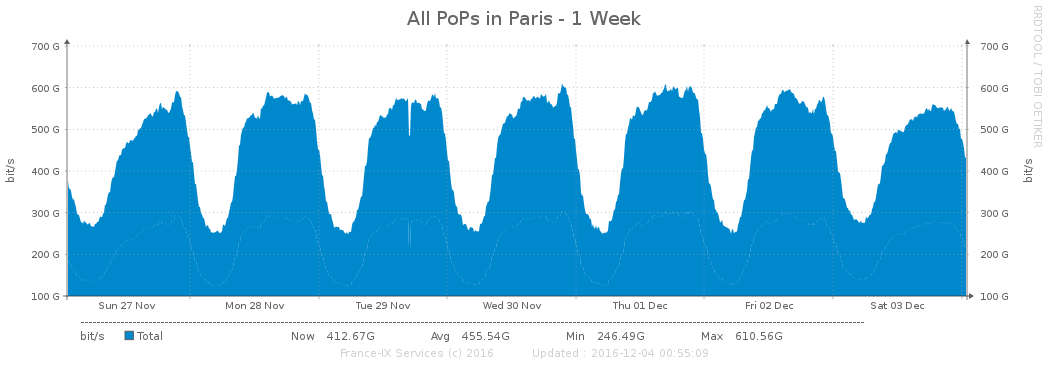 All PoPs in Paris - 1 Week
RRDTOOL / TOBI OETIKER
bit/s
700 G
600 G
500 G
400 G
300 G
200 G
100 G
700 G
600 G
500 G
400 G
300 G
200 G
100 G
bit/s
Sun 27 Nov Mon 28 Nov Tue 29 Nov Wed 30 Nov Thu 01 Dec Fri 02 Dec Sat 03 Dec
bit/s Total Now 412.67G Avg 455.54G Min 246.49G Max 610.56G
France-IX Services (c) 2016 Updated : 2016-12-04 00:55:09